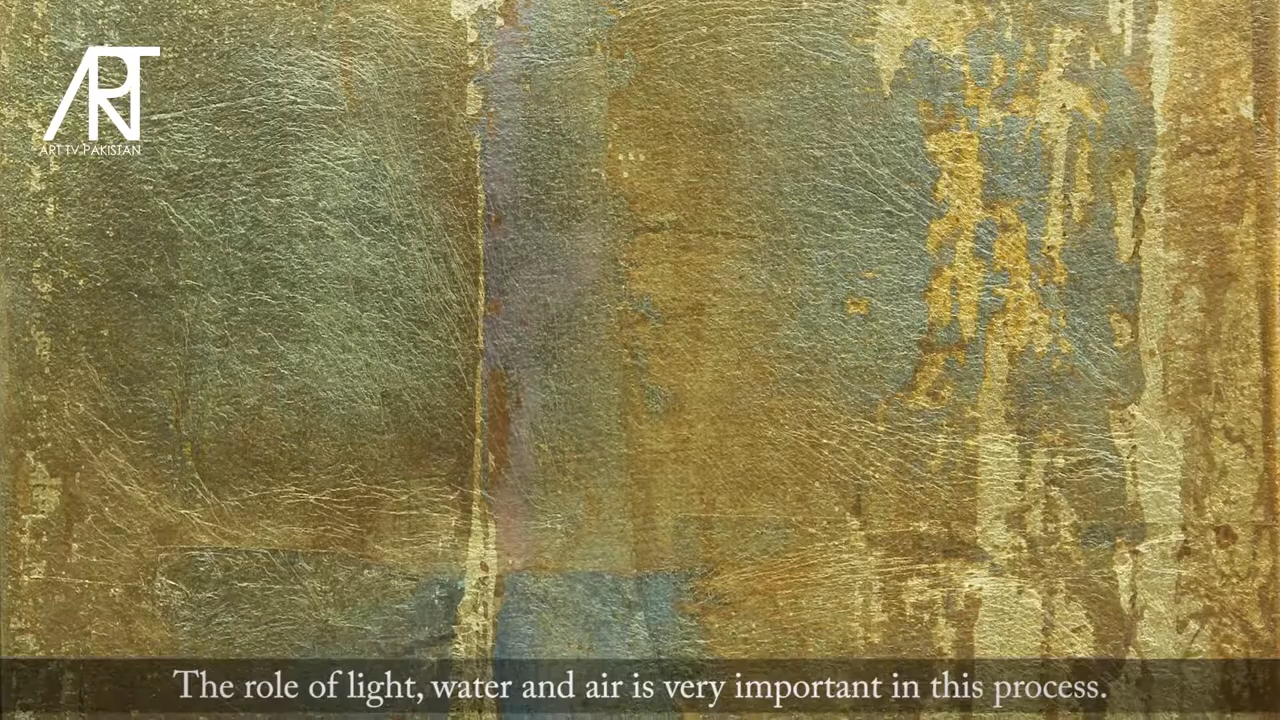 ART
ART TV PAKISTAN
The role of light, water and air is very important in this process.